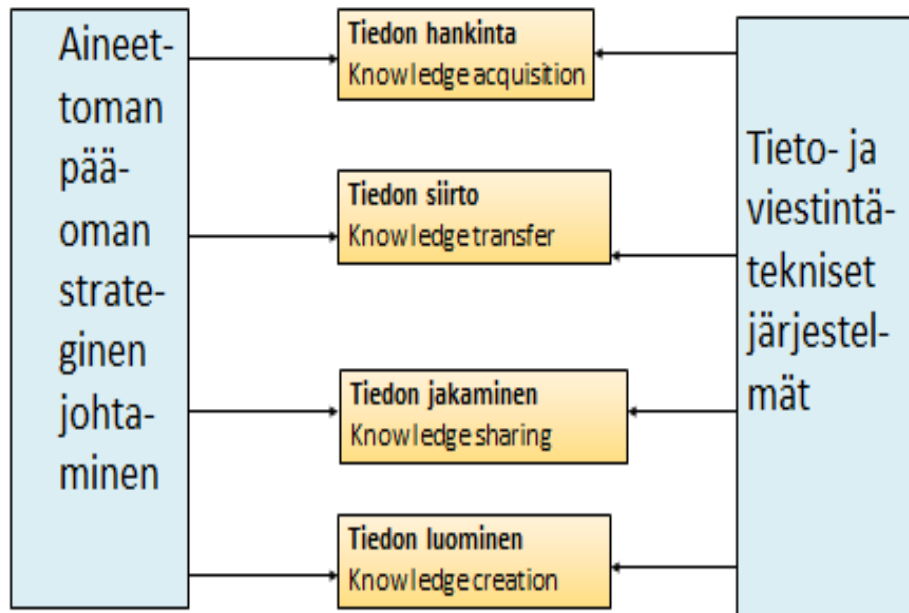 Aineet-
toman
pää-
oman
strate-
ginen
johta-
minen
Tiedon hankinta
Knowledge acquisition
Tiedon siirto
Knowledge transfer
Tiedon jakaminen
Knowledge sharing
Tiedon luominen
Knowledge creation
Tieto- ja
viestintä-
tekniset
järjestel-
mät